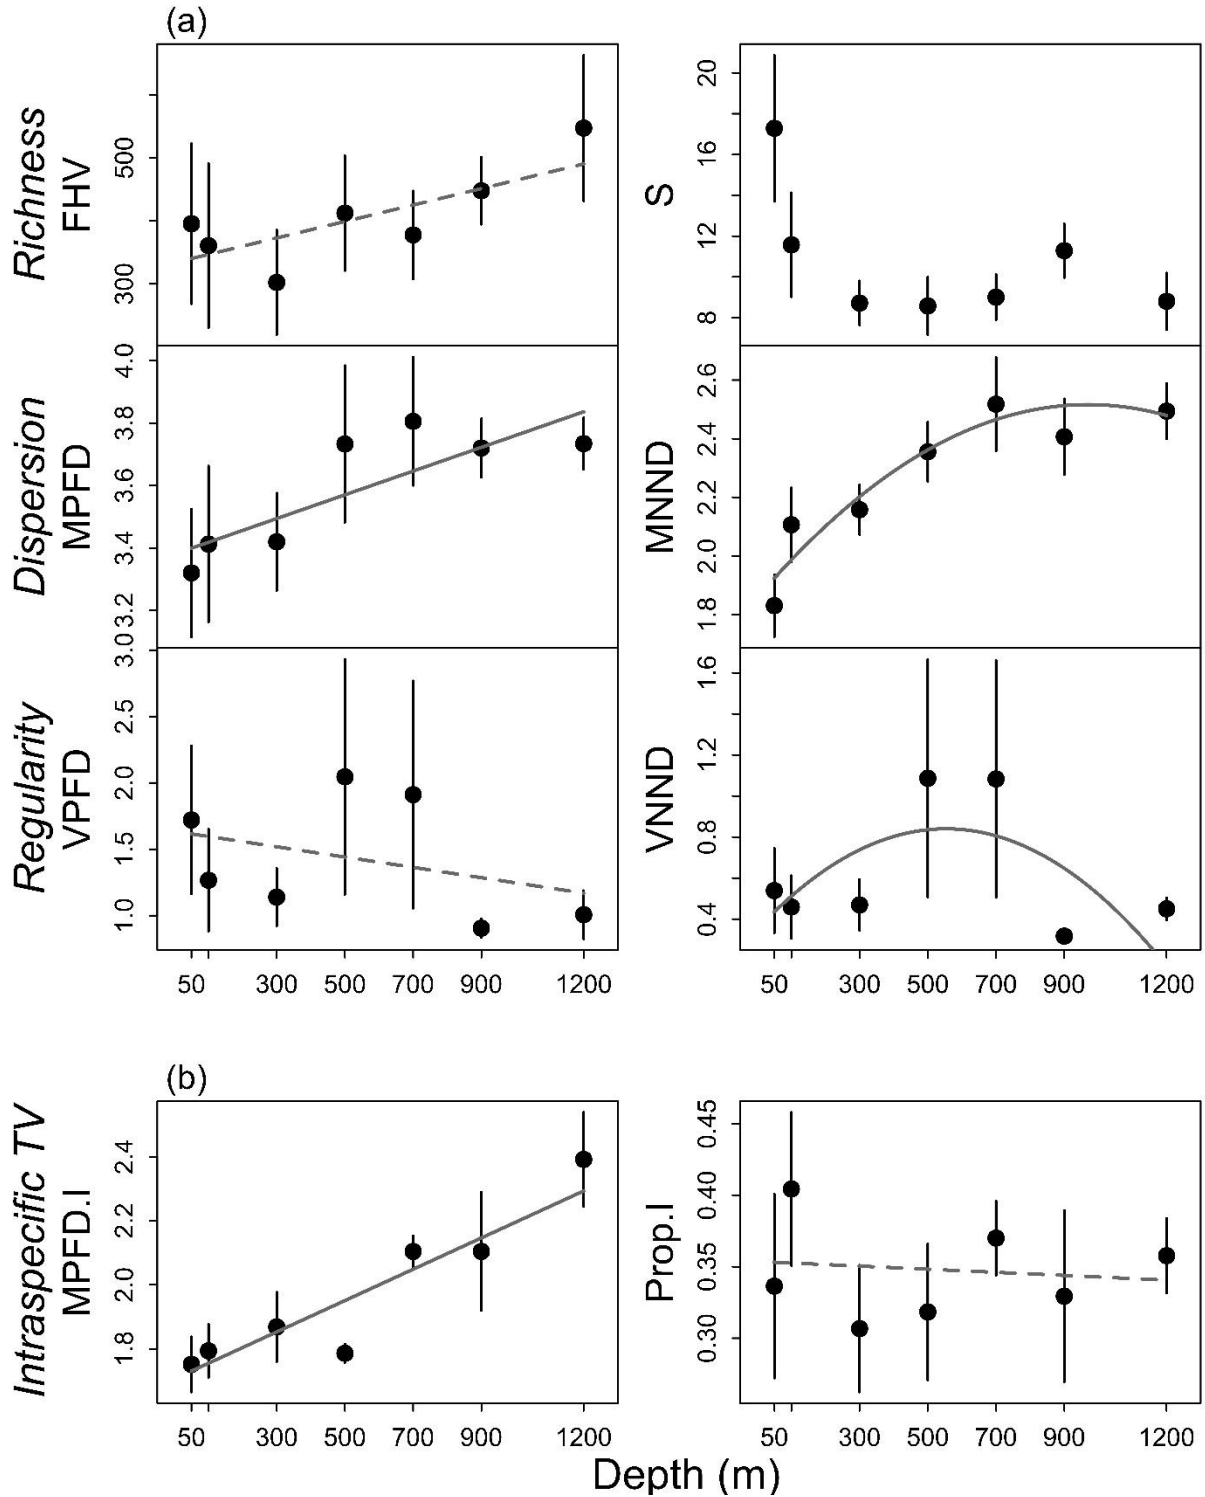 (a)
Richness
FHV
300
500
S
8
12
16
20
Dispersion
MPFD
3.0
3.2
3.4
3.6
3.8
4.0
MNND
1.8
2.0
2.2
2.4
2.6
Regularity
VPFD
1.0
1.5
2.0
2.5
3.0
50 300 500 700 900 1200
VNND
0.4
0.8
1.2
1.6
50 300 500 700 900 1200
(b)
Intraspecific TV
MPFD.I
1.8
2.0
2.2
2.4
50 300 500 700 900 1200
Prop.I
0.30
0.35
0.40
0.45
50 300 500 700 900 1200
Depth (m)